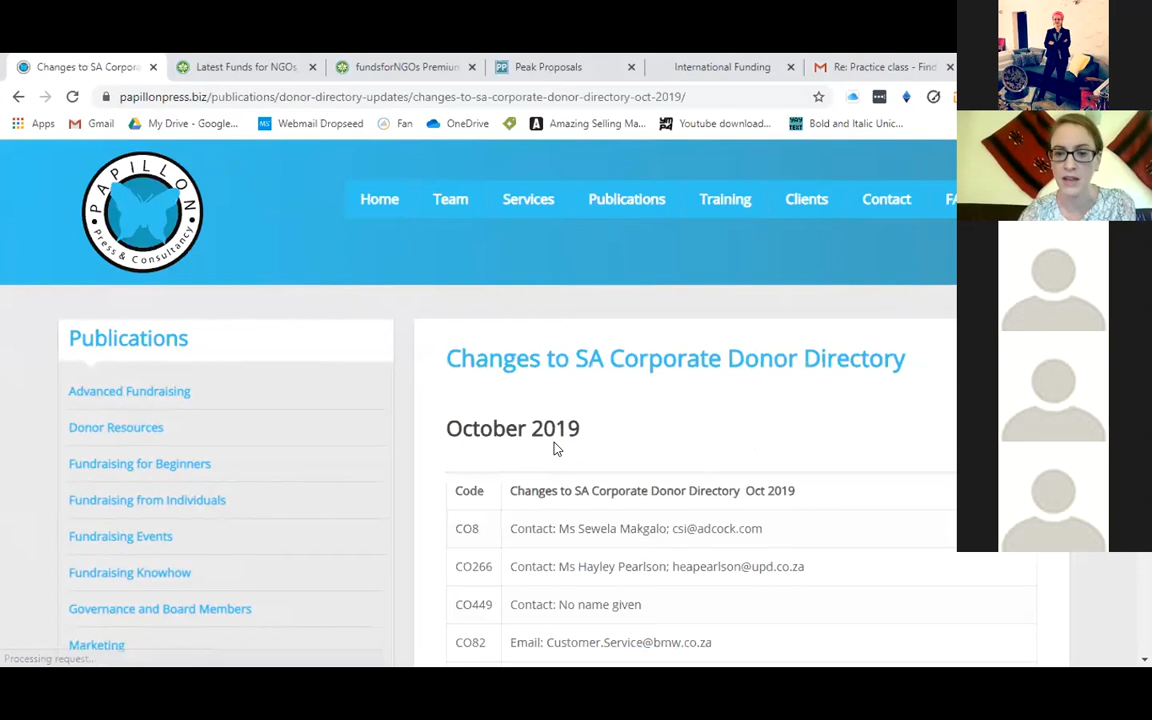 Changes to SA Corpora
Latest Funds for NGOs,
fundsforNGOs Premium
Peak Proposals
International Funding
Re: Practice class - Find
papillonpress.biz/publications/donor-directory-updates/changes-to-sa-corporate-donor-directory-oct-2019/
Apps
Gmail
My Drive - Google...
Webmail Dropseed
Fan
OneDrive
Amazing Selling Ma...
Youtube download...
Bold and Italic Unic...
PAPILLON
Press & Consultancy
Home
Team
Services
Publications
Training
Clients
Contact
FA
Publications
Advanced Fundraising
Donor Resources
Fundraising for Beginners
Fundraising from Individuals
Fundraising Events
Fundraising Knowhow
Governance and Board Members
Marketing
Changes to SA Corporate Donor Directory
October 2019
Code Changes to SA Corporate Donor Directory Oct 2019
CO8 Contact: Ms Sewela Makgalo; csi@adcock.com
CO266 Contact: Ms Hayley Pearlson; heapearlson@upd.co.za
CO449 Contact: No name given
CO82 Email: Customer.Service@bmw.co.za
Processing request...